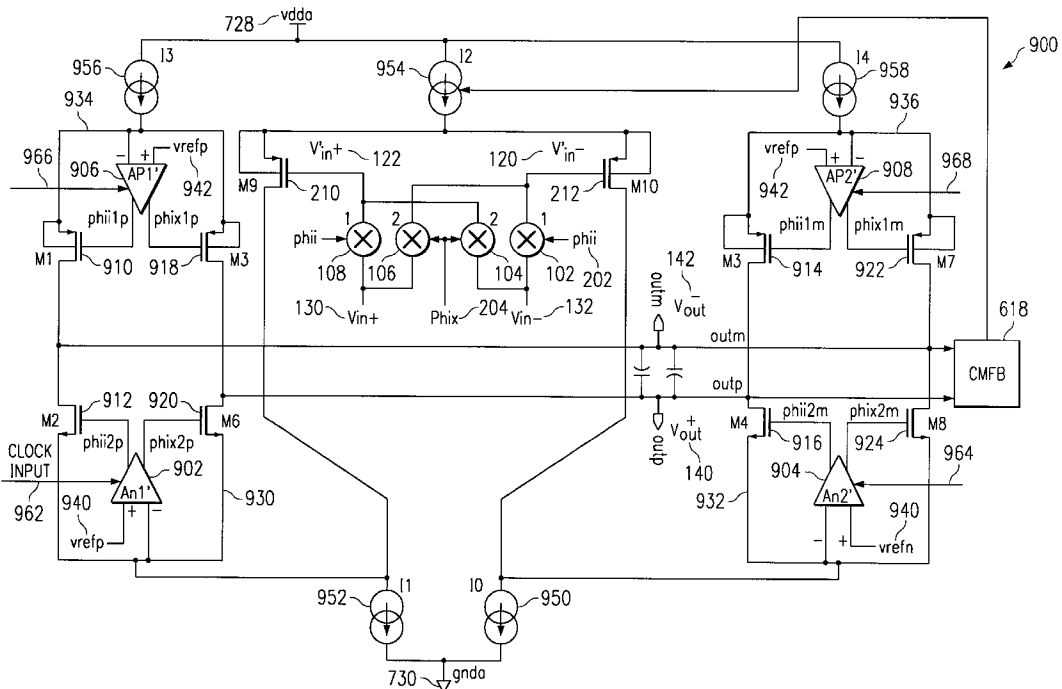 728 vdda
900
956 I3
954 I2
I4 958
934
936
966
906 AP1' - + vrefp 942
V'in+ 122
120 V'in-
vrefp 942 + - AP2' 908
968
M9 210
212 M10
phii1p phix1p
phii1m phix1m
M1 910 918 M3
phii 1 2 2 1 phii
108 106 104 102 202
M3 914 922 M7
130 Vin+ Phix 204 Vin- 132
142 V-out
outm
outm
618
CMFB
outp
outp
V+out
140
M2 912 920 M6
phii2p phix2p
CLOCK INPUT
962
902 An1' + -
940 vrefp
930
M4 916 924 M8
phii2m phix2m
904 An2' - +
964
932
940 vrefn
952 I1
I0 950
730 gnda